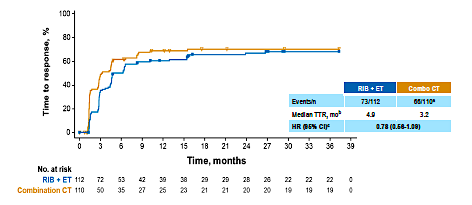 100
80
60
40
20
0
Time to response, %
0 3 6 9 12 15 18 21 24 27 30 33 36 39
Time, months
RIB + ET Combo CT
Events/n 73/112 66/110ᵃ
Median TTR, moᵇ 4.9 3.2
HR (95% CI)ᶜ 0.78 (0.56-1.09)
No. at risk
RIB + ET 112 72 53 42 39 38 29 29 28 26 22 22 22 0
Combination CT 110 50 35 27 25 23 21 21 20 20 19 19 19 0